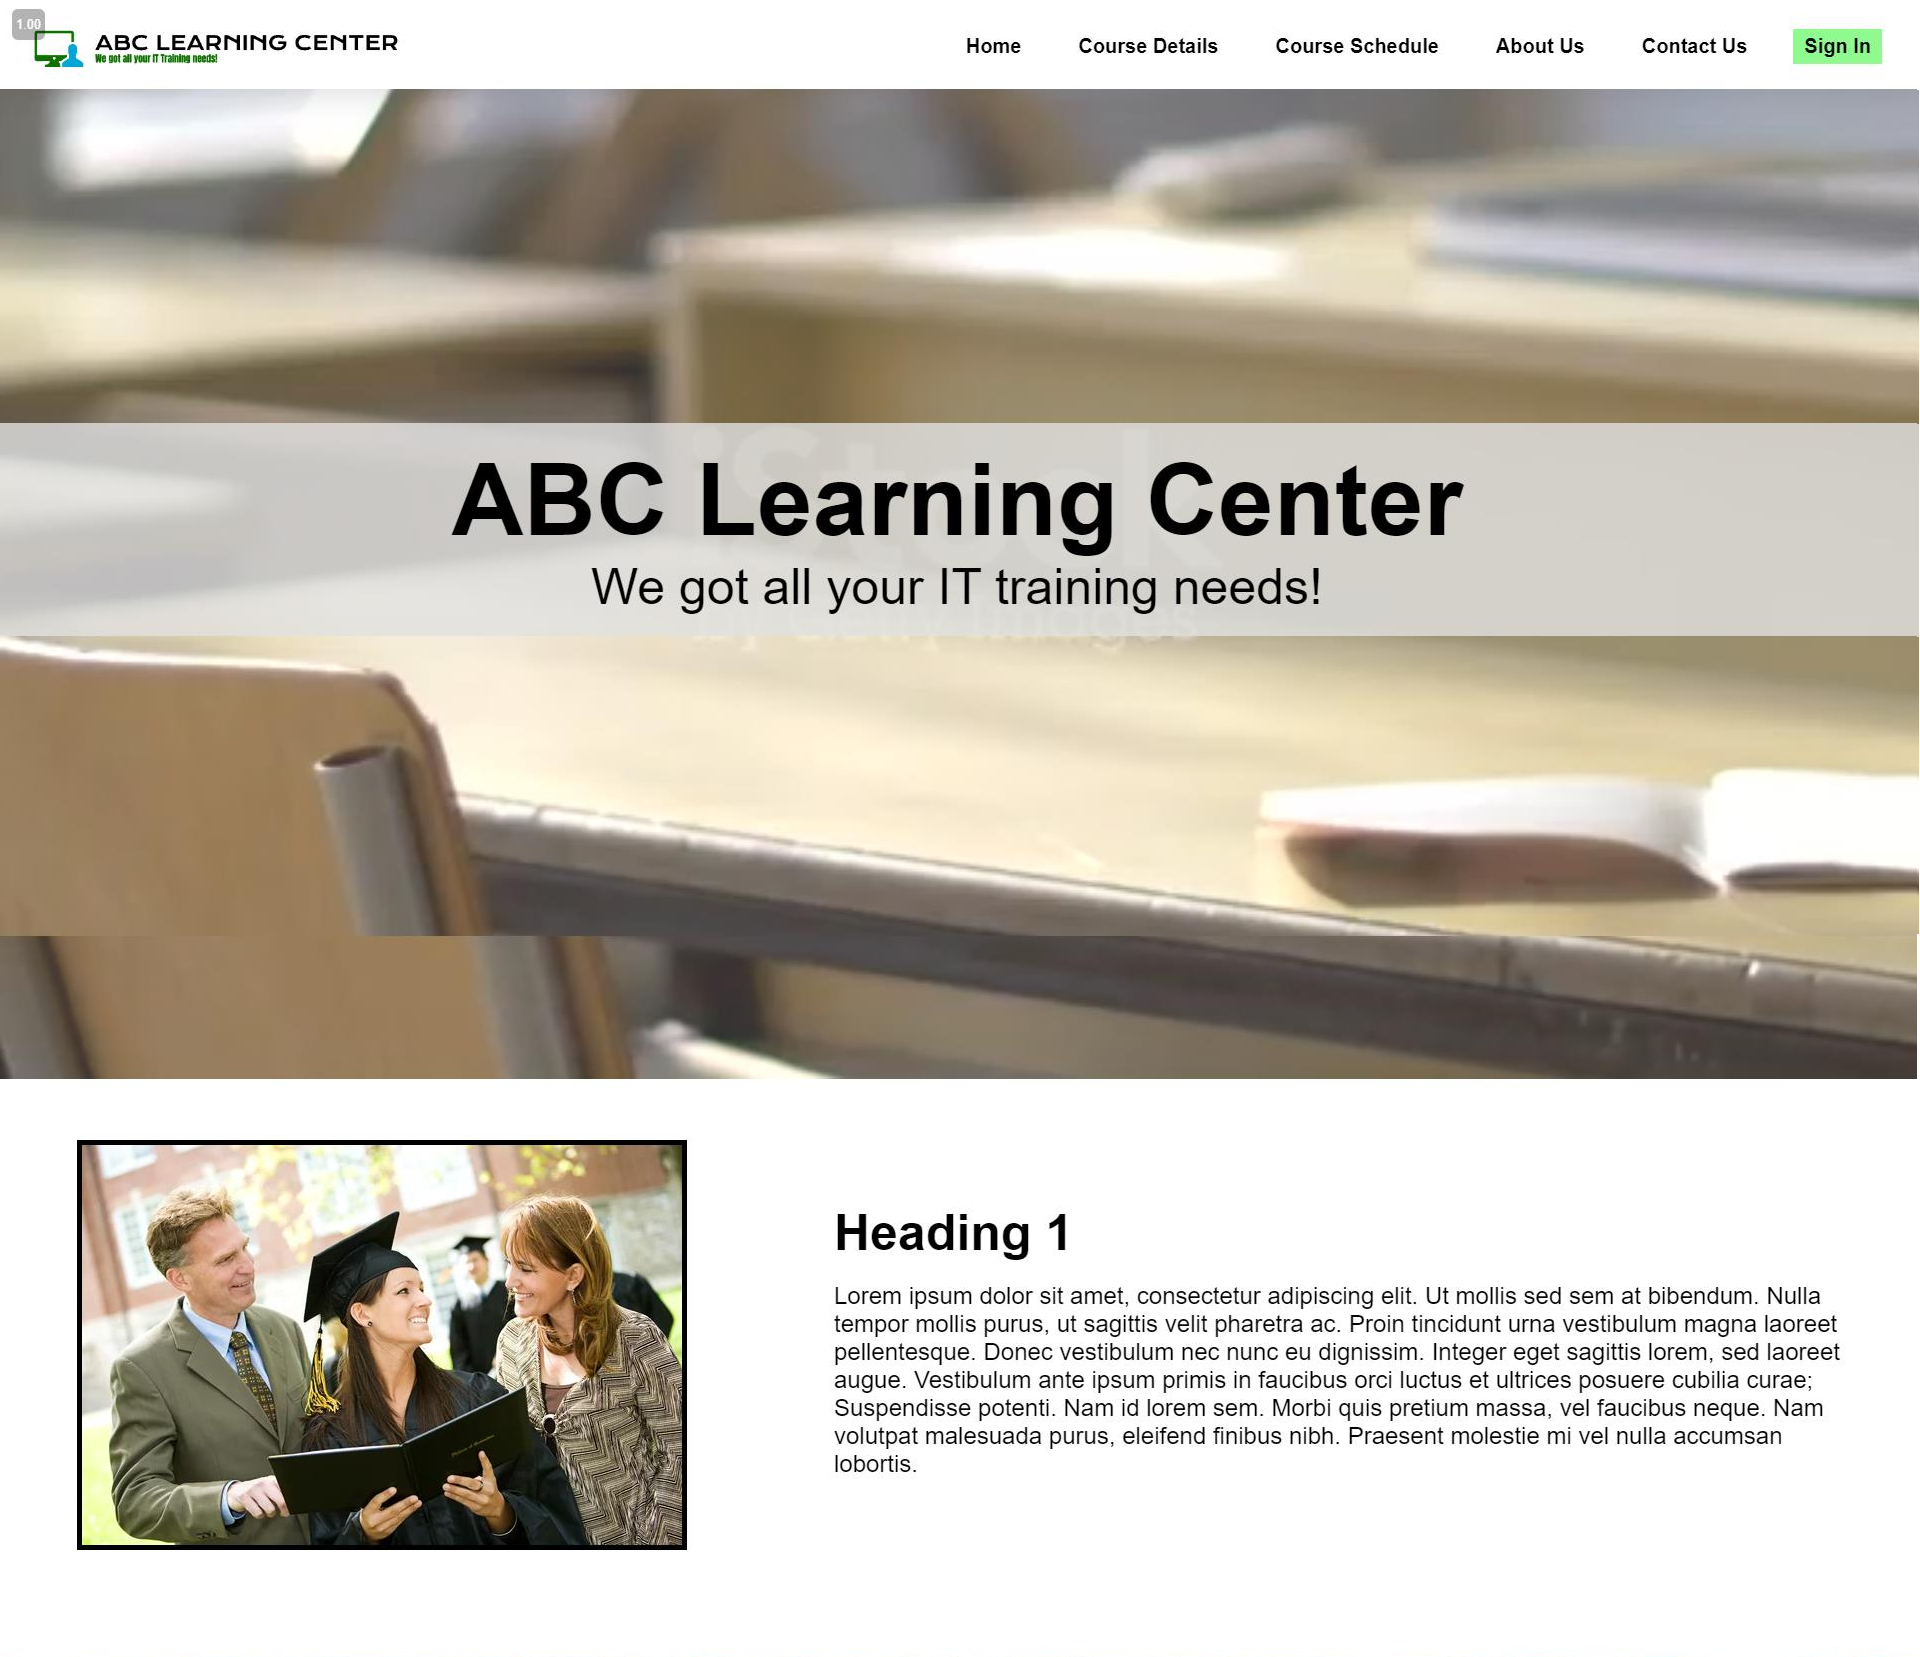 1.00
ABC LEARNING CENTER
We got all your IT Training needs!
Home Course Details Course Schedule About Us Contact Us Sign In
iStock
ABC Learning Center
We got all your IT training needs!
by Getty Images
Heading 1
Lorem ipsum dolor sit amet, consectetur adipiscing elit. Ut mollis sed sem at bibendum. Nulla
tempor mollis purus, ut sagittis velit pharetra ac. Proin tincidunt urna vestibulum magna laoreet
pellentesque. Donec vestibulum nec nunc eu dignissim. Integer eget sagittis lorem, sed laoreet
augue. Vestibulum ante ipsum primis in faucibus orci luctus et ultrices posuere cubilia curae;
Suspendisse potenti. Nam id lorem sem. Morbi quis pretium massa, vel faucibus neque. Nam
volutpat malesuada purus, eleifend finibus nibh. Praesent molestie mi vel nulla accumsan
lobortis.